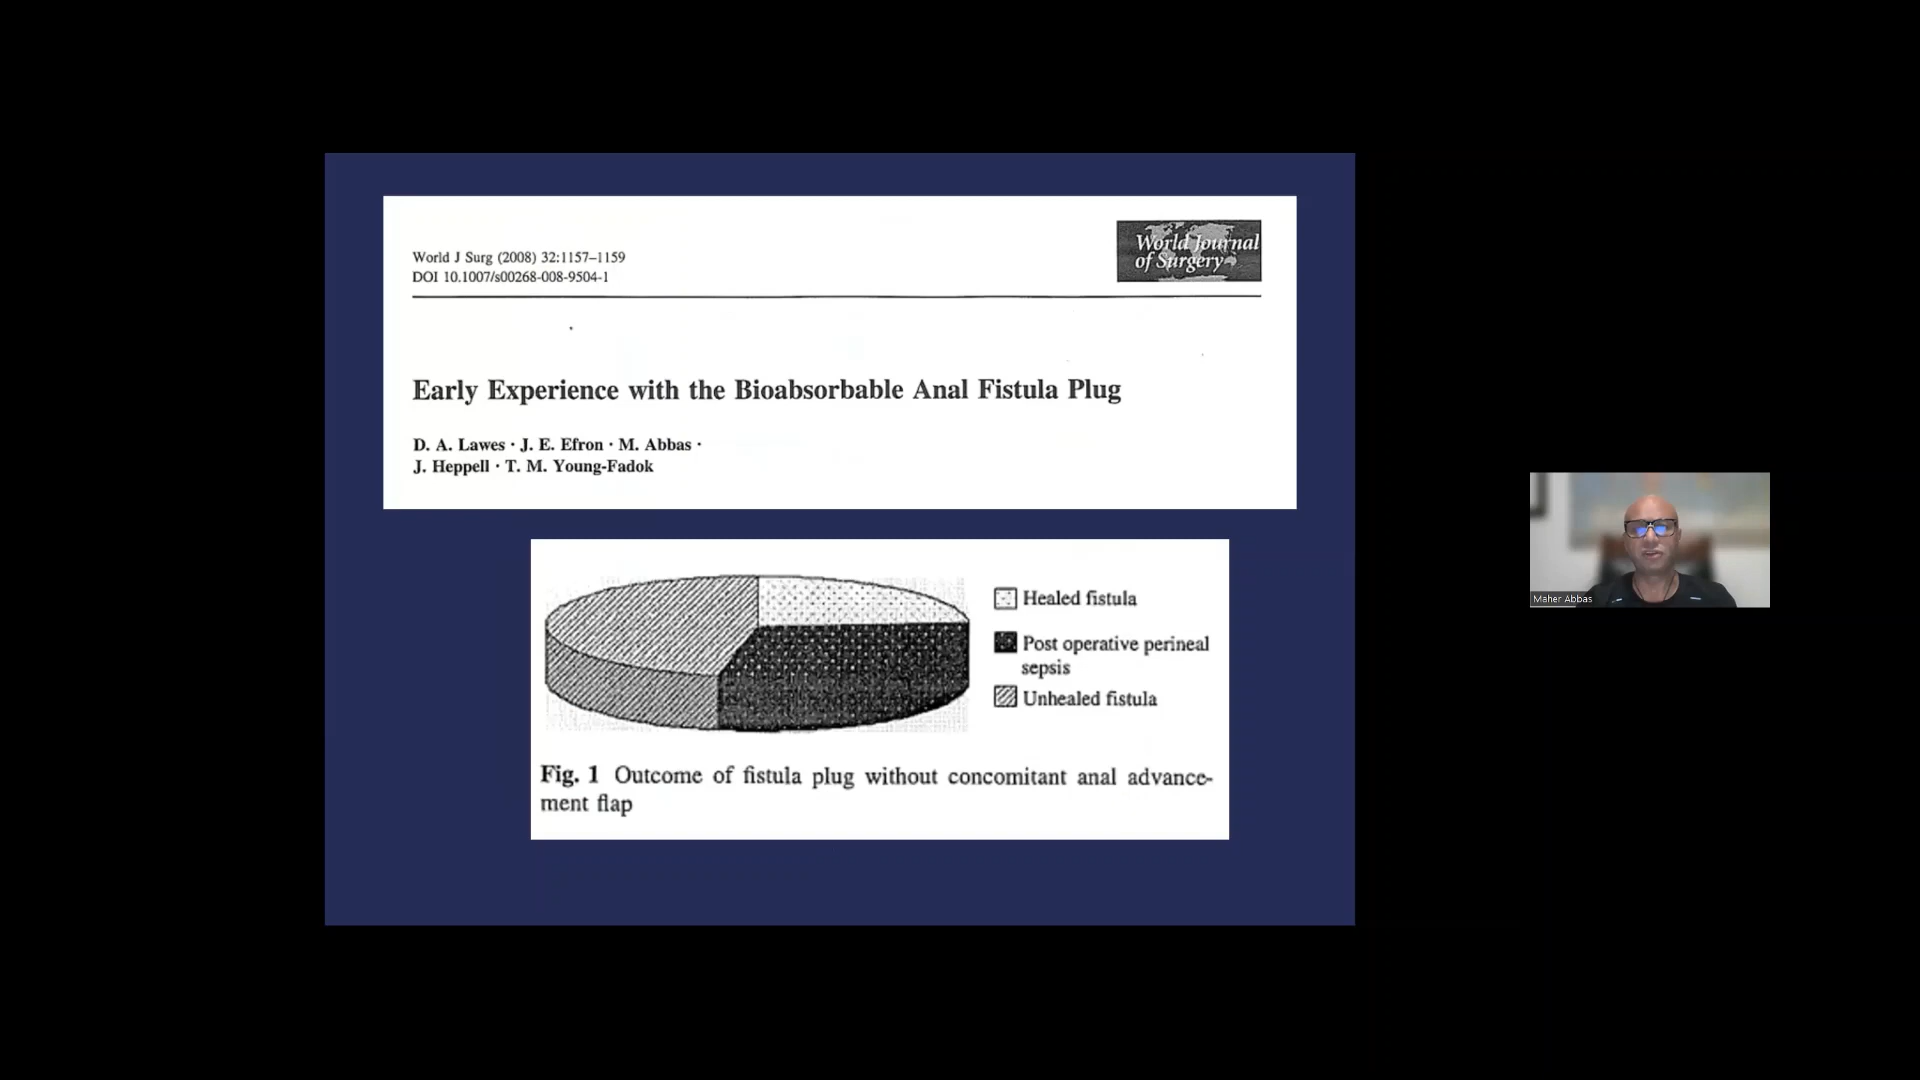 World J Surg (2008) 32:1157–1159
DOI 10.1007/s00268-008-9504-1
World Journal
of Surgery
Early Experience with the Bioabsorbable Anal Fistula Plug
D. A. Lawes · J. E. Efron · M. Abbas ·
J. Heppell · T. M. Young-Fadok
Healed fistula
Post operative perineal
sepsis
Unhealed fistula
Fig. 1 Outcome of fistula plug without concomitant anal advance-
ment flap
Maher Abbas